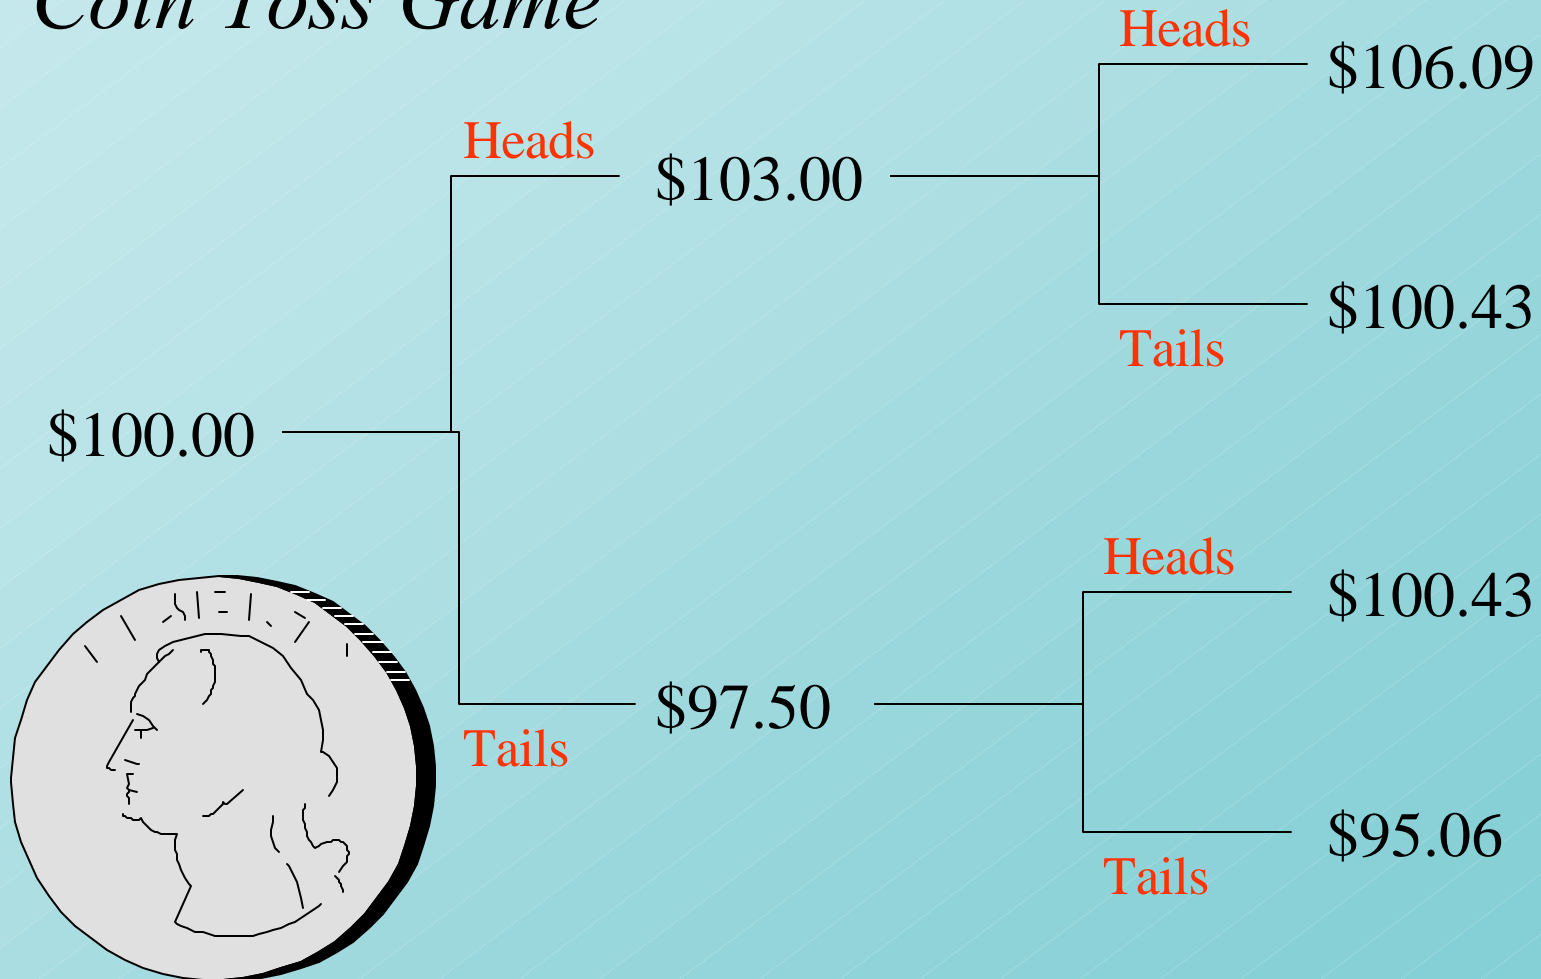 Coin Toss Game
Heads
$106.09
Heads
$103.00
$100.43
Tails
$100.00
Heads
$100.43
$97.50
Tails
$95.06
Tails